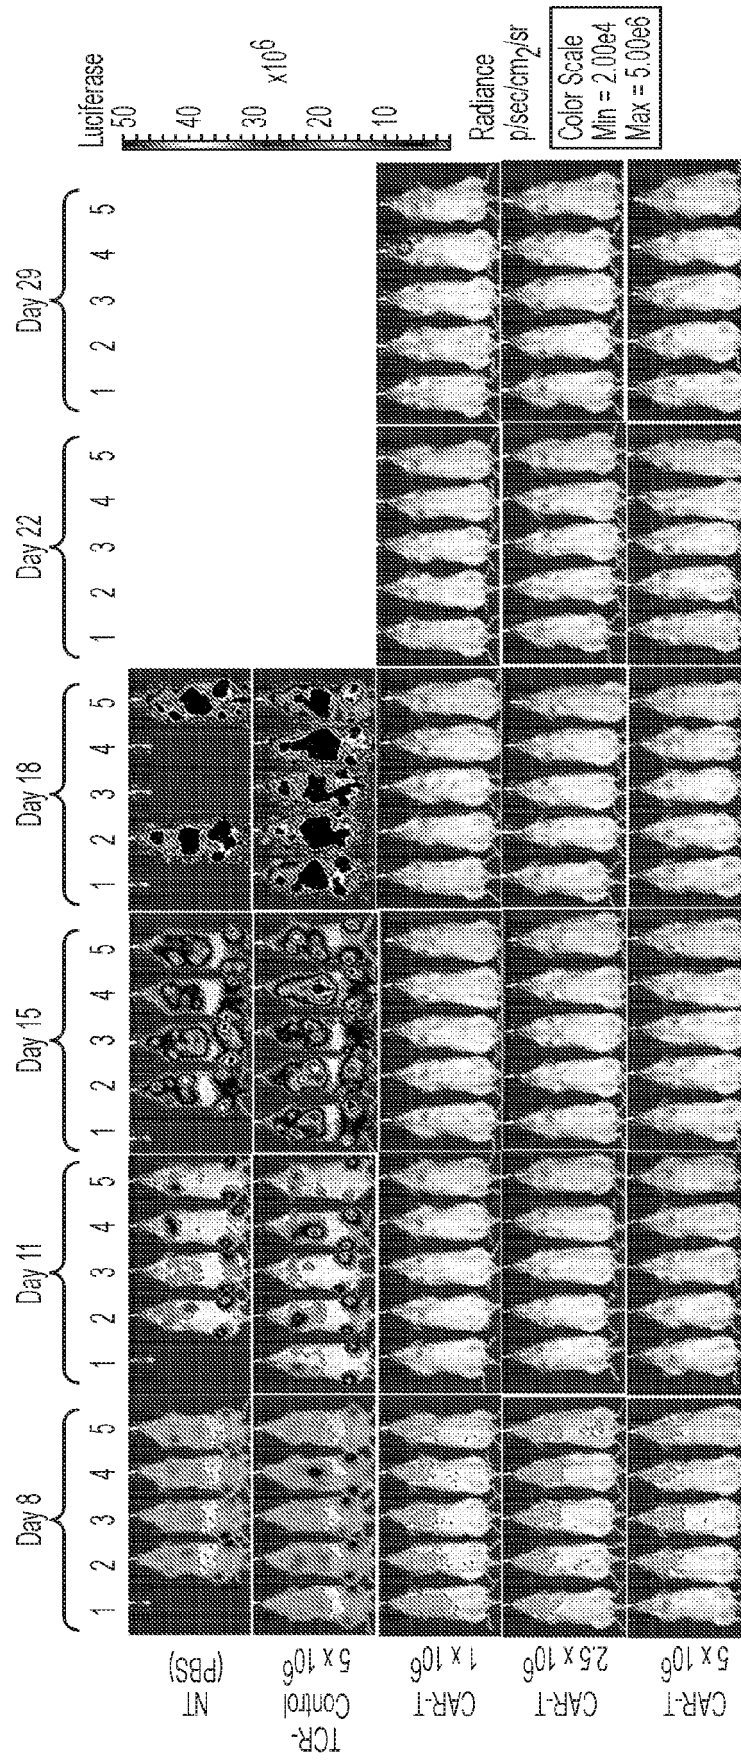 Day 8
Day 11
Day 15
Day 18
Day 22
Day 29
1 2 3 4 5
1 2 3 4 5
1 2 3 4 5
1 2 3 4 5
1 2 3 4 5
1 2 3 4 5
NT
(PBS)
TCR-
Control
5 x 10⁶
CAR-T
1 x 10⁶
CAR-T
2.5 x 10⁶
CAR-T
5 x 10⁶
Luciferase
50
40
30
20
10
x10⁶
Radiance
p/sec/cm2/sr
Color Scale
Min = 2.00e4
Max = 5.00e6